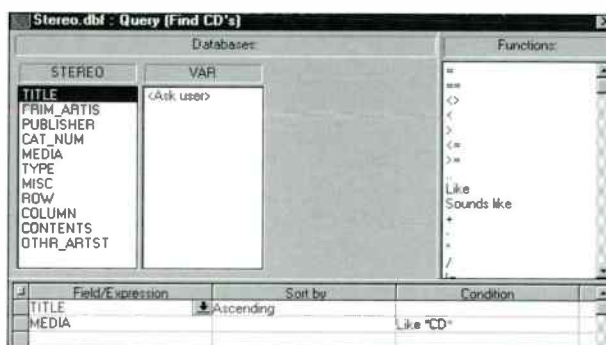 Stereo.dbf : Query (Find CD's)
Databases:
Functions:
STEREO
VAR
TITLE
PRIM_ARTIS
PUBLISHER
CAT_NUM
MEDIA
TYPE
MISC
ROW
COLUMN
CONTENTS
OTHR_ARTST
<Ask user>
=
==
<>
<
>
<=
>=
..
Like
Sounds like
+
-
*
/
Field/Expression
Sort by
Condition
TITLE
Ascending
MEDIA
Like "CD"